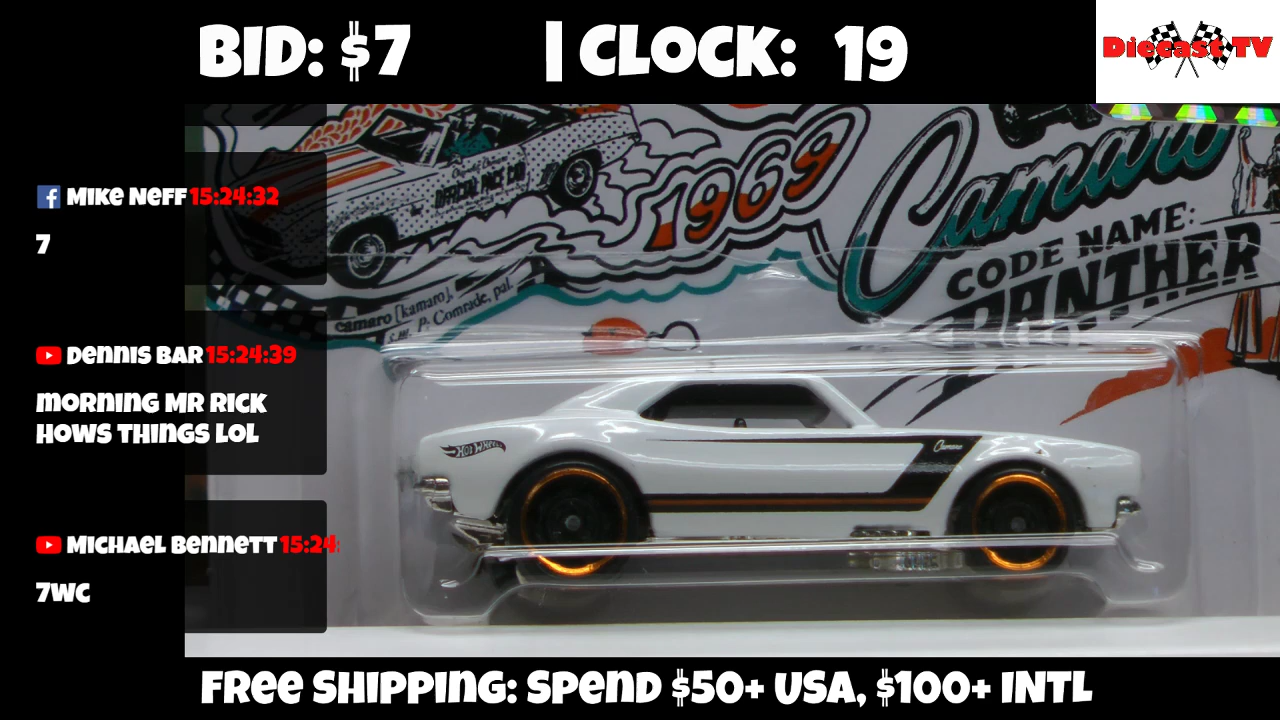 BID: $7 | CLOCK: 19
Diecast TV
Mike Neff 15:24:32
7
Dennis Bar 15:24:39
morning MR RICK
HOWS THINGS LOL
Michael Bennett 15:24:
7WC
OFFICIAL PACE CAR
1969
Camaro
CODE NAME:
PANTHER
camaro [kamaro],
Comrade, pal.
HOT WHEELS
Camaro
FREE SHIPPING: SPEND $50+ USA, $100+ INTL